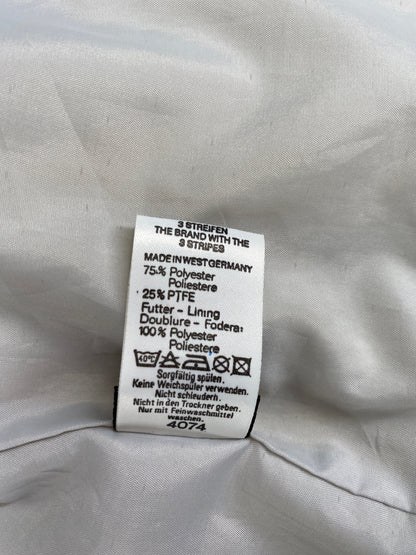 3 STREIFEN
THE BRAND WITH THE
3 STRIPES
MADE IN WEST GERMANY
75% Polyester
Poliestere
25% PTFE
Futter - Lining
Doublure - Fodera:
100% Polyester
Poliestere
40°C
Sorgfältig spülen.
Keine Weichspüler verwenden.
Nicht schleudern.
Nicht in den Trockner geben.
Nur mit Feinwaschmittel
waschen.
4074